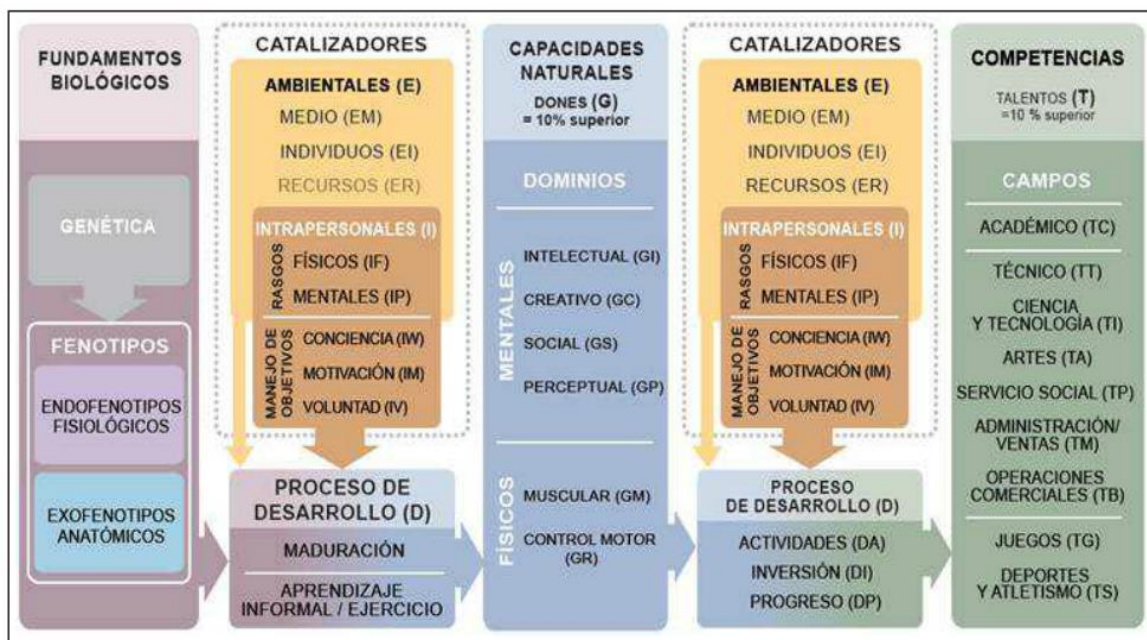 FUNDAMENTOS
BIOLÓGICOS
GENÉTICA
FENOTIPOS
ENDOFENOTIPOS
FISIOLÓGICOS
EXOFENOTIPOS
ANATÓMICOS
CATALIZADORES
AMBIENTALES (E)
MEDIO (EM)
INDIVIDUOS (EI)
RECURSOS (ER)
INTRAPERSONALES (I)
RASGOS
FÍSICOS (IF)
MENTALES (IP)
MANEJO DE
OBJETIVOS
CONCIENCIA (IW)
MOTIVACIÓN (IM)
VOLUNTAD (IV)
PROCESO DE
DESARROLLO (D)
MADURACIÓN
APRENDIZAJE
INFORMAL / EJERCICIO
CAPACIDADES
NATURALES
DONES (G)
= 10% superior
DOMINIOS
MENTALES
INTELECTUAL (GI)
CREATIVO (GC)
SOCIAL (GS)
PERCEPTUAL (GP)
FÍSICOS
MUSCULAR (GM)
CONTROL MOTOR
(GR)
CATALIZADORES
AMBIENTALES (E)
MEDIO (EM)
INDIVIDUOS (EI)
RECURSOS (ER)
INTRAPERSONALES (I)
RASGOS
FÍSICOS (IF)
MENTALES (IP)
MANEJO DE
OBJETIVOS
CONCIENCIA (IW)
MOTIVACIÓN (IM)
VOLUNTAD (IV)
PROCESO
DE DESARROLLO (D)
ACTIVIDADES (DA)
INVERSIÓN (DI)
PROGRESO (DP)
COMPETENCIAS
TALENTOS (T)
=10 % superior
CAMPOS
ACADÉMICO (TC)
TÉCNICO (TT)
CIENCIA
Y TECNOLOGÍA (TI)
ARTES (TA)
SERVICIO SOCIAL (TP)
ADMINISTRACIÓN/
VENTAS (TM)
OPERACIONES
COMERCIALES (TB)
JUEGOS (TG)
DEPORTES
Y ATLETISMO (TS)